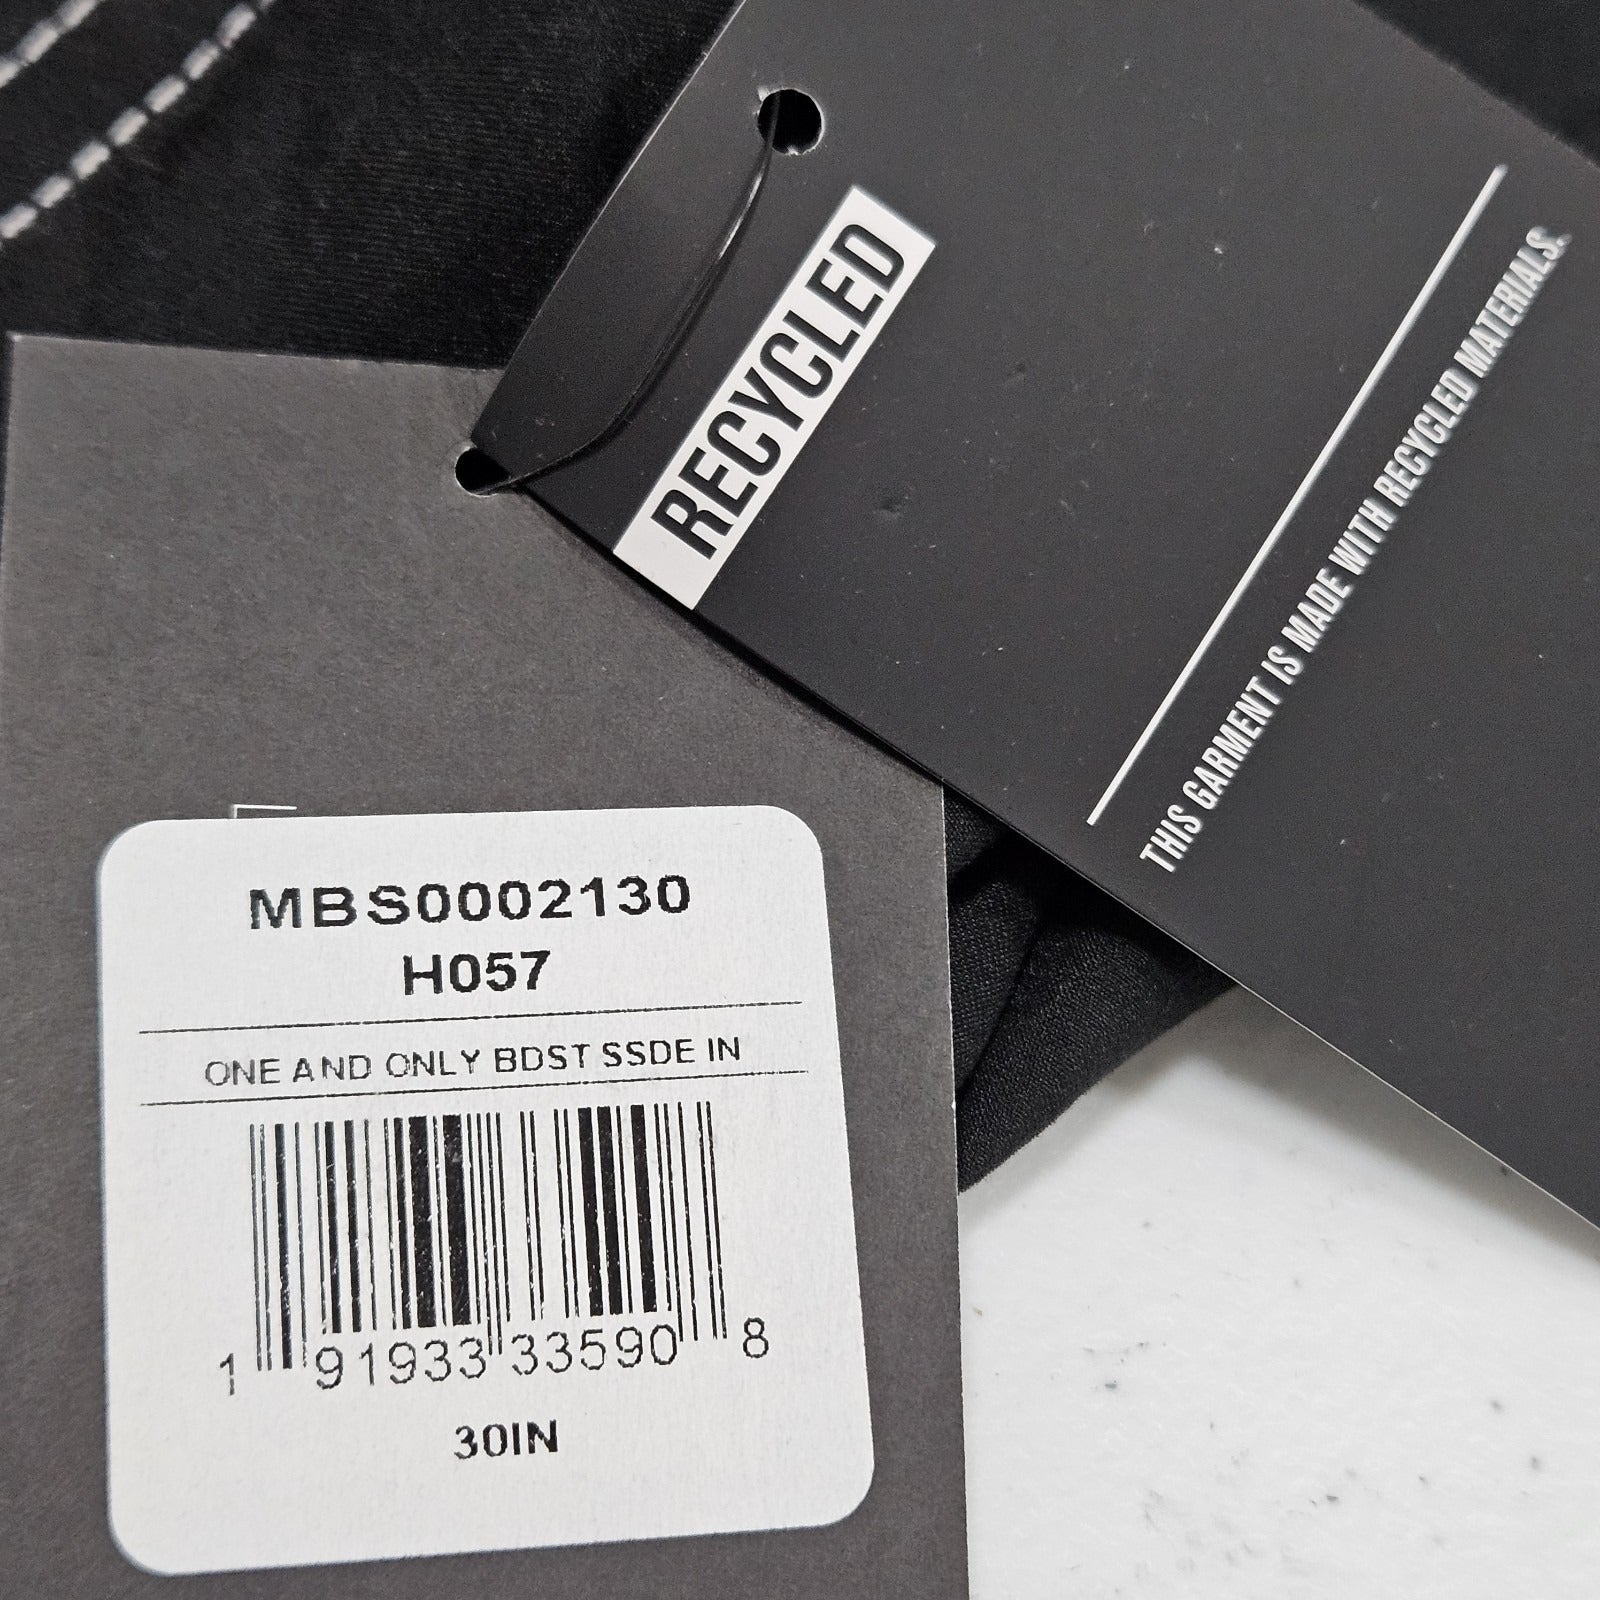 RECYCLED
THIS GARMENT IS MADE WITH RECYCLED MATERIALS.
MBS0002130
H057
ONE AND ONLY BDST SSDE IN
1 91933 33590 8
30IN